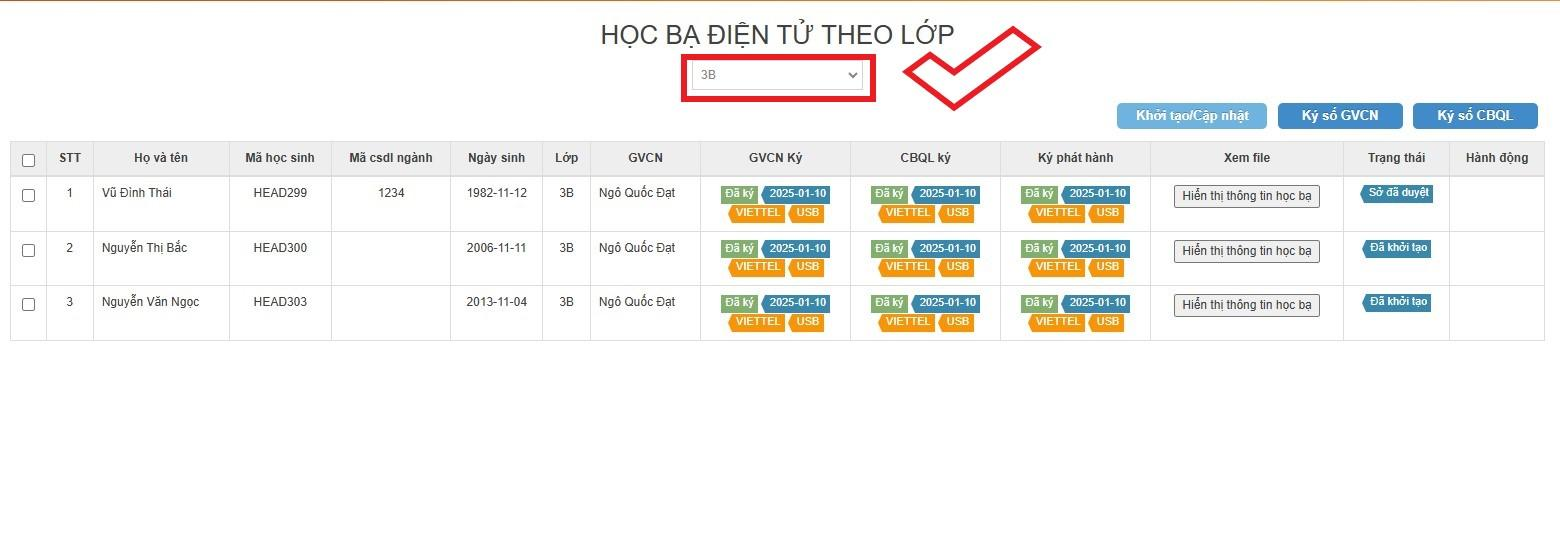 HỌC BẠ ĐIỆN TỬ THEO LỚP
3B
Khởi tạo/Cập nhật Ký số GVCN Ký số CBQL
STT Họ và tên Mã học sinh Mã csdl ngành Ngày sinh Lớp GVCN GVCN Ký CBQL ký Ký phát hành Xem file Trạng thái Hành động
1 Vũ Đình Thái HEAD299 1234 1982-11-12 3B Ngô Quốc Đạt Đã ký 2025-01-10 Đã ký 2025-01-10 Đã ký 2025-01-10 Hiển thị thông tin học bạ Sở đã duyệt
VIETTEL USB VIETTEL USB VIETTEL USB
2 Nguyễn Thị Bắc HEAD300 2006-11-11 3B Ngô Quốc Đạt Đã ký 2025-01-10 Đã ký 2025-01-10 Đã ký 2025-01-10 Hiển thị thông tin học bạ Đã khởi tạo
VIETTEL USB VIETTEL USB VIETTEL USB
3 Nguyễn Văn Ngọc HEAD303 2013-11-04 3B Ngô Quốc Đạt Đã ký 2025-01-10 Đã ký 2025-01-10 Đã ký 2025-01-10 Hiển thị thông tin học bạ Đã khởi tạo
VIETTEL USB VIETTEL USB VIETTEL USB